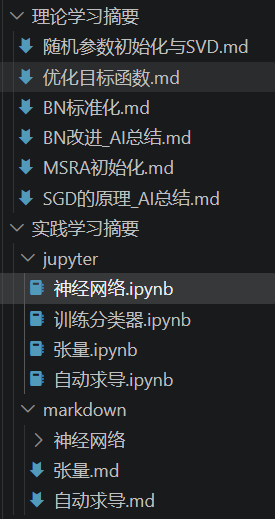 理论学习摘要
随机参数初始化与SVD.md
优化目标函数.md
BN标准化.md
BN改进_AI总结.md
MSRA初始化.md
SGD的原理_AI总结.md
实践学习摘要
jupyter
神经网络.ipynb
训练分类器.ipynb
张量.ipynb
自动求导.ipynb
markdown
神经网络
张量.md
自动求导.md